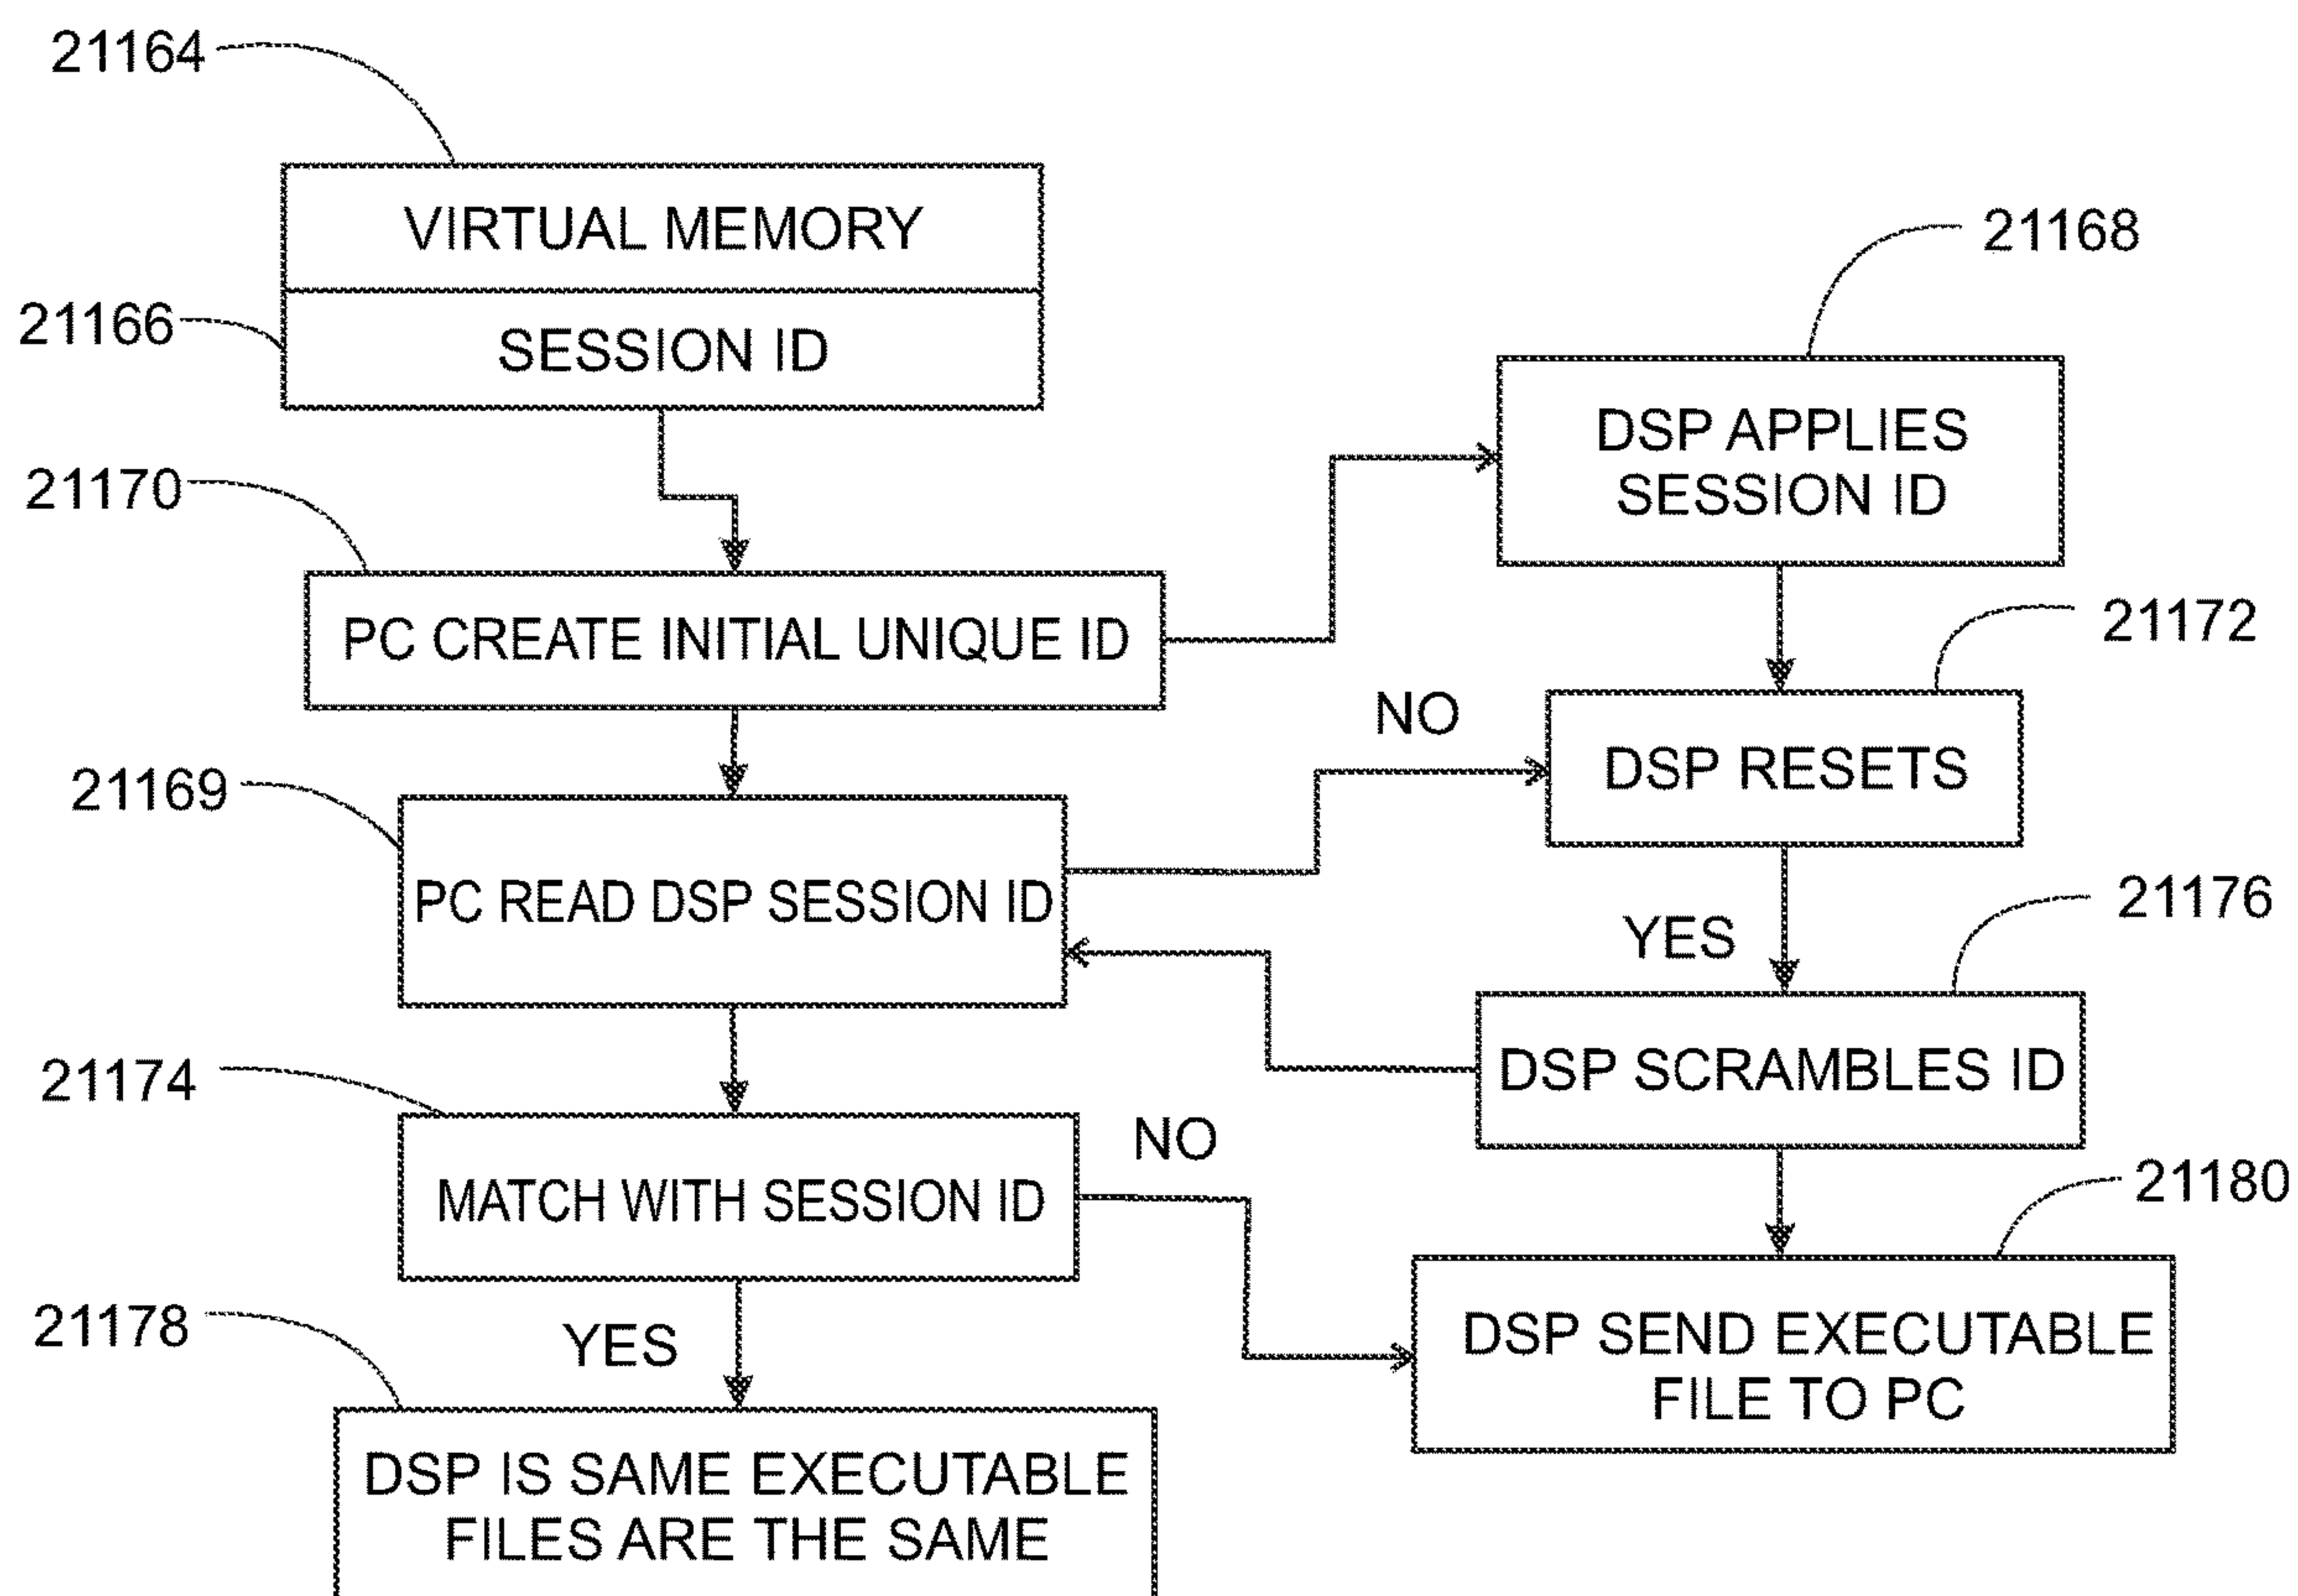 21164
VIRTUAL MEMORY
21166
SESSION ID
21168
DSP APPLIES
SESSION ID
21170
PC CREATE INITIAL UNIQUE ID
21172
NO
DSP RESETS
21169
PC READ DSP SESSION ID
YES
21176
DSP SCRAMBLES ID
21174
MATCH WITH SESSION ID
NO
21180
DSP SEND EXECUTABLE
FILE TO PC
21178
YES
DSP IS SAME EXECUTABLE
FILES ARE THE SAME